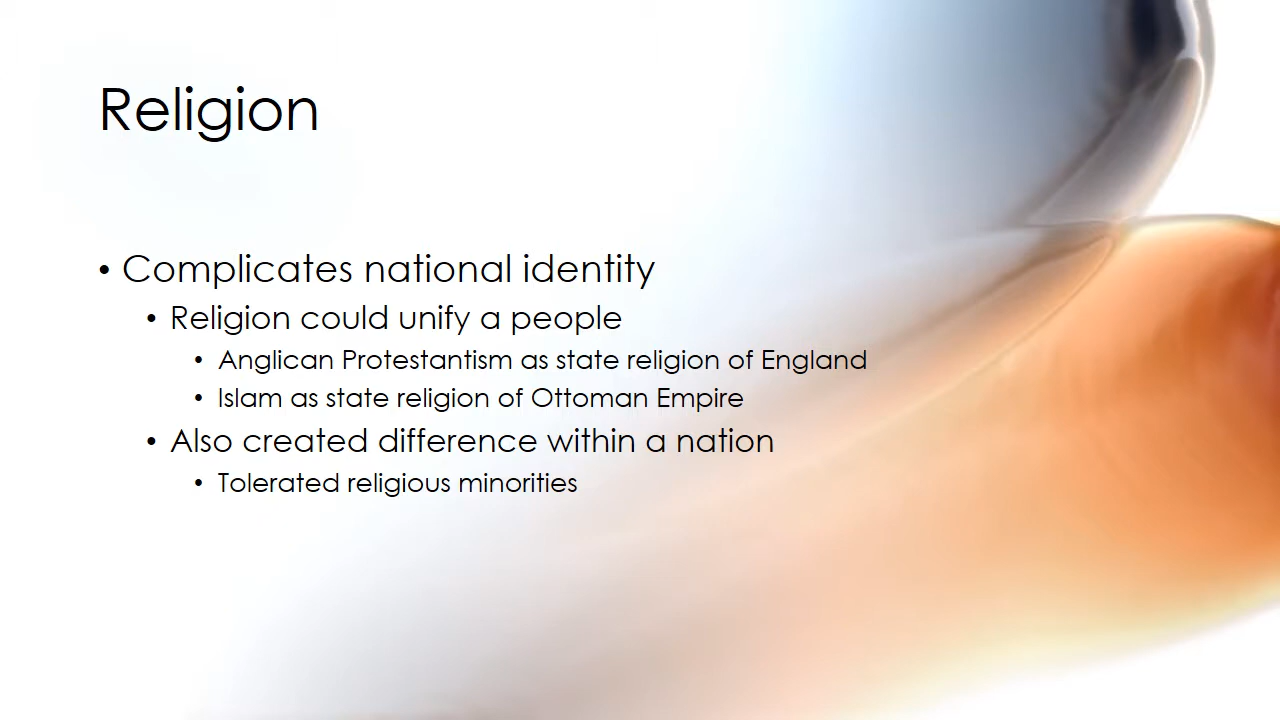 Religion
• Complicates national identity
• Religion could unify a people
• Anglican Protestantism as state religion of England
• Islam as state religion of Ottoman Empire
• Also created difference within a nation
• Tolerated religious minorities